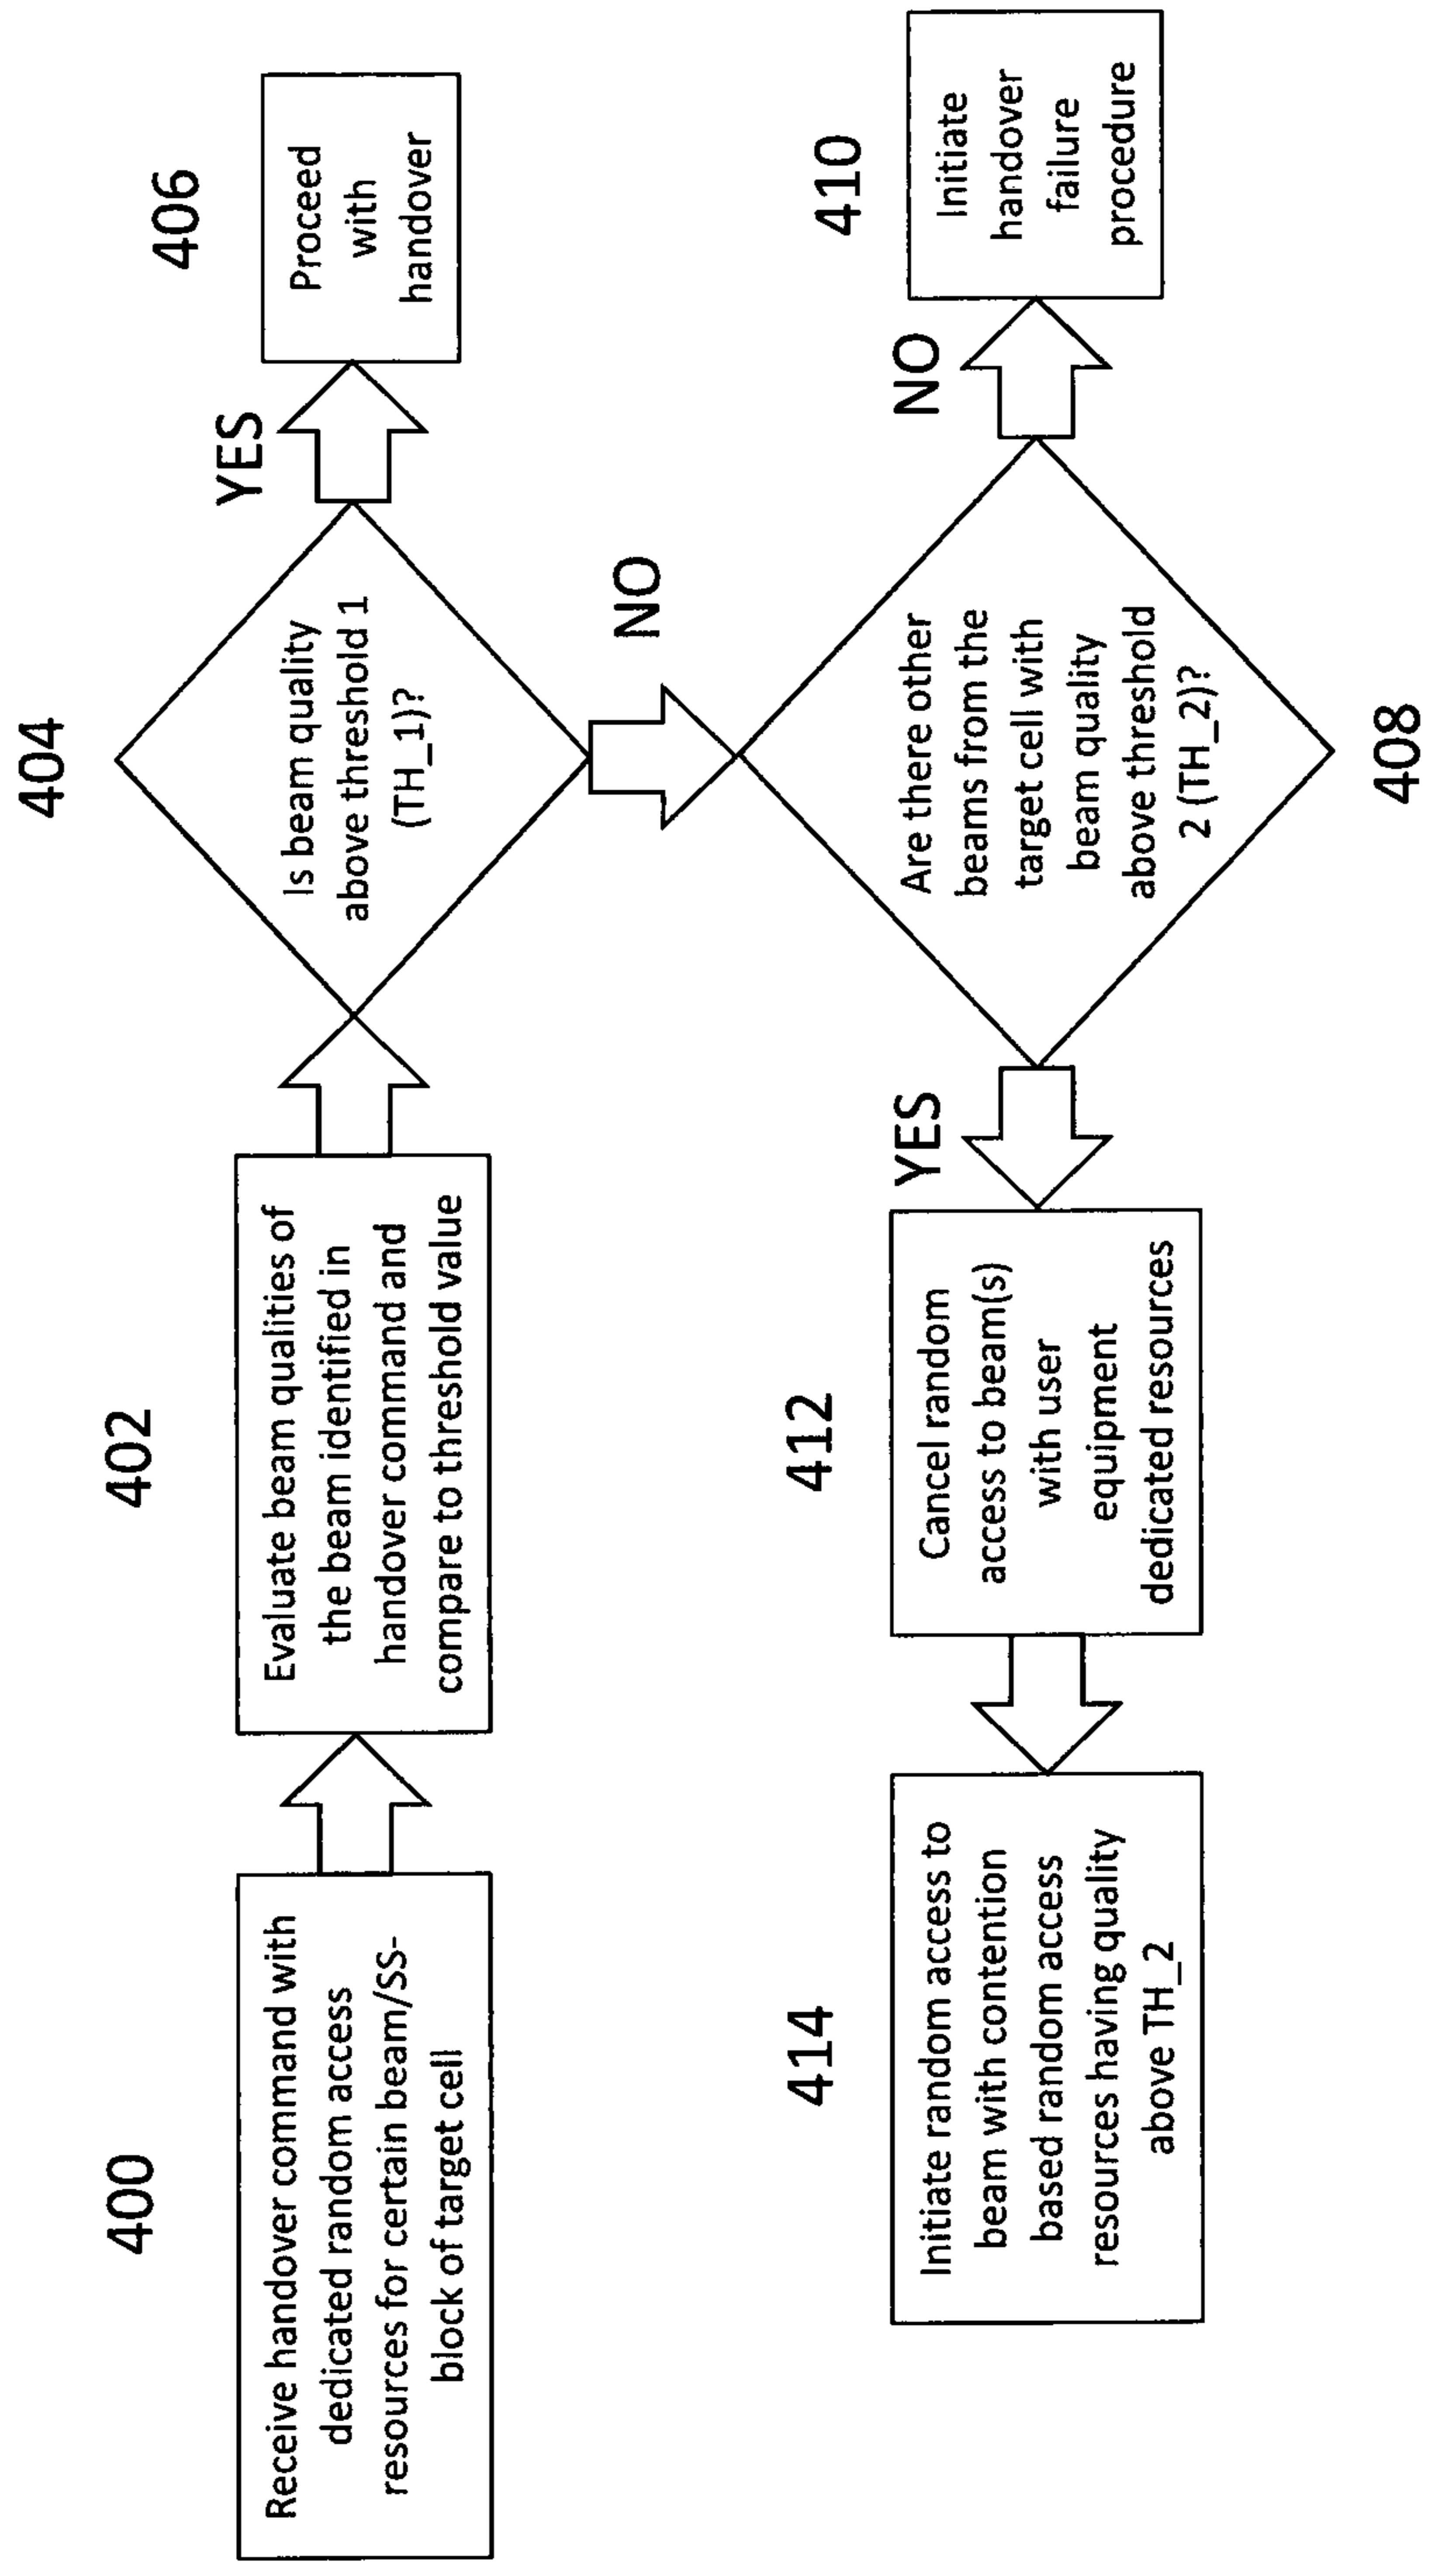 400
Receive handover command with
dedicated random access
resources for certain beam/SS-
block of target cell
402
Evaluate beam qualities of
the beam identified in
handover command and
compare to threshold value
404
Is beam quality
above threshold 1
(TH_1)?
YES
406
Proceed
with
handover
NO
408
Are there other
beams from the
target cell with
beam quality
above threshold
2 (TH_2)?
NO
410
Initiate
handover
failure
procedure
YES
412
Cancel random
access to beam(s)
with user
equipment
dedicated resources
414
Initiate random access to
beam with contention
based random access
resources having quality
above TH_2